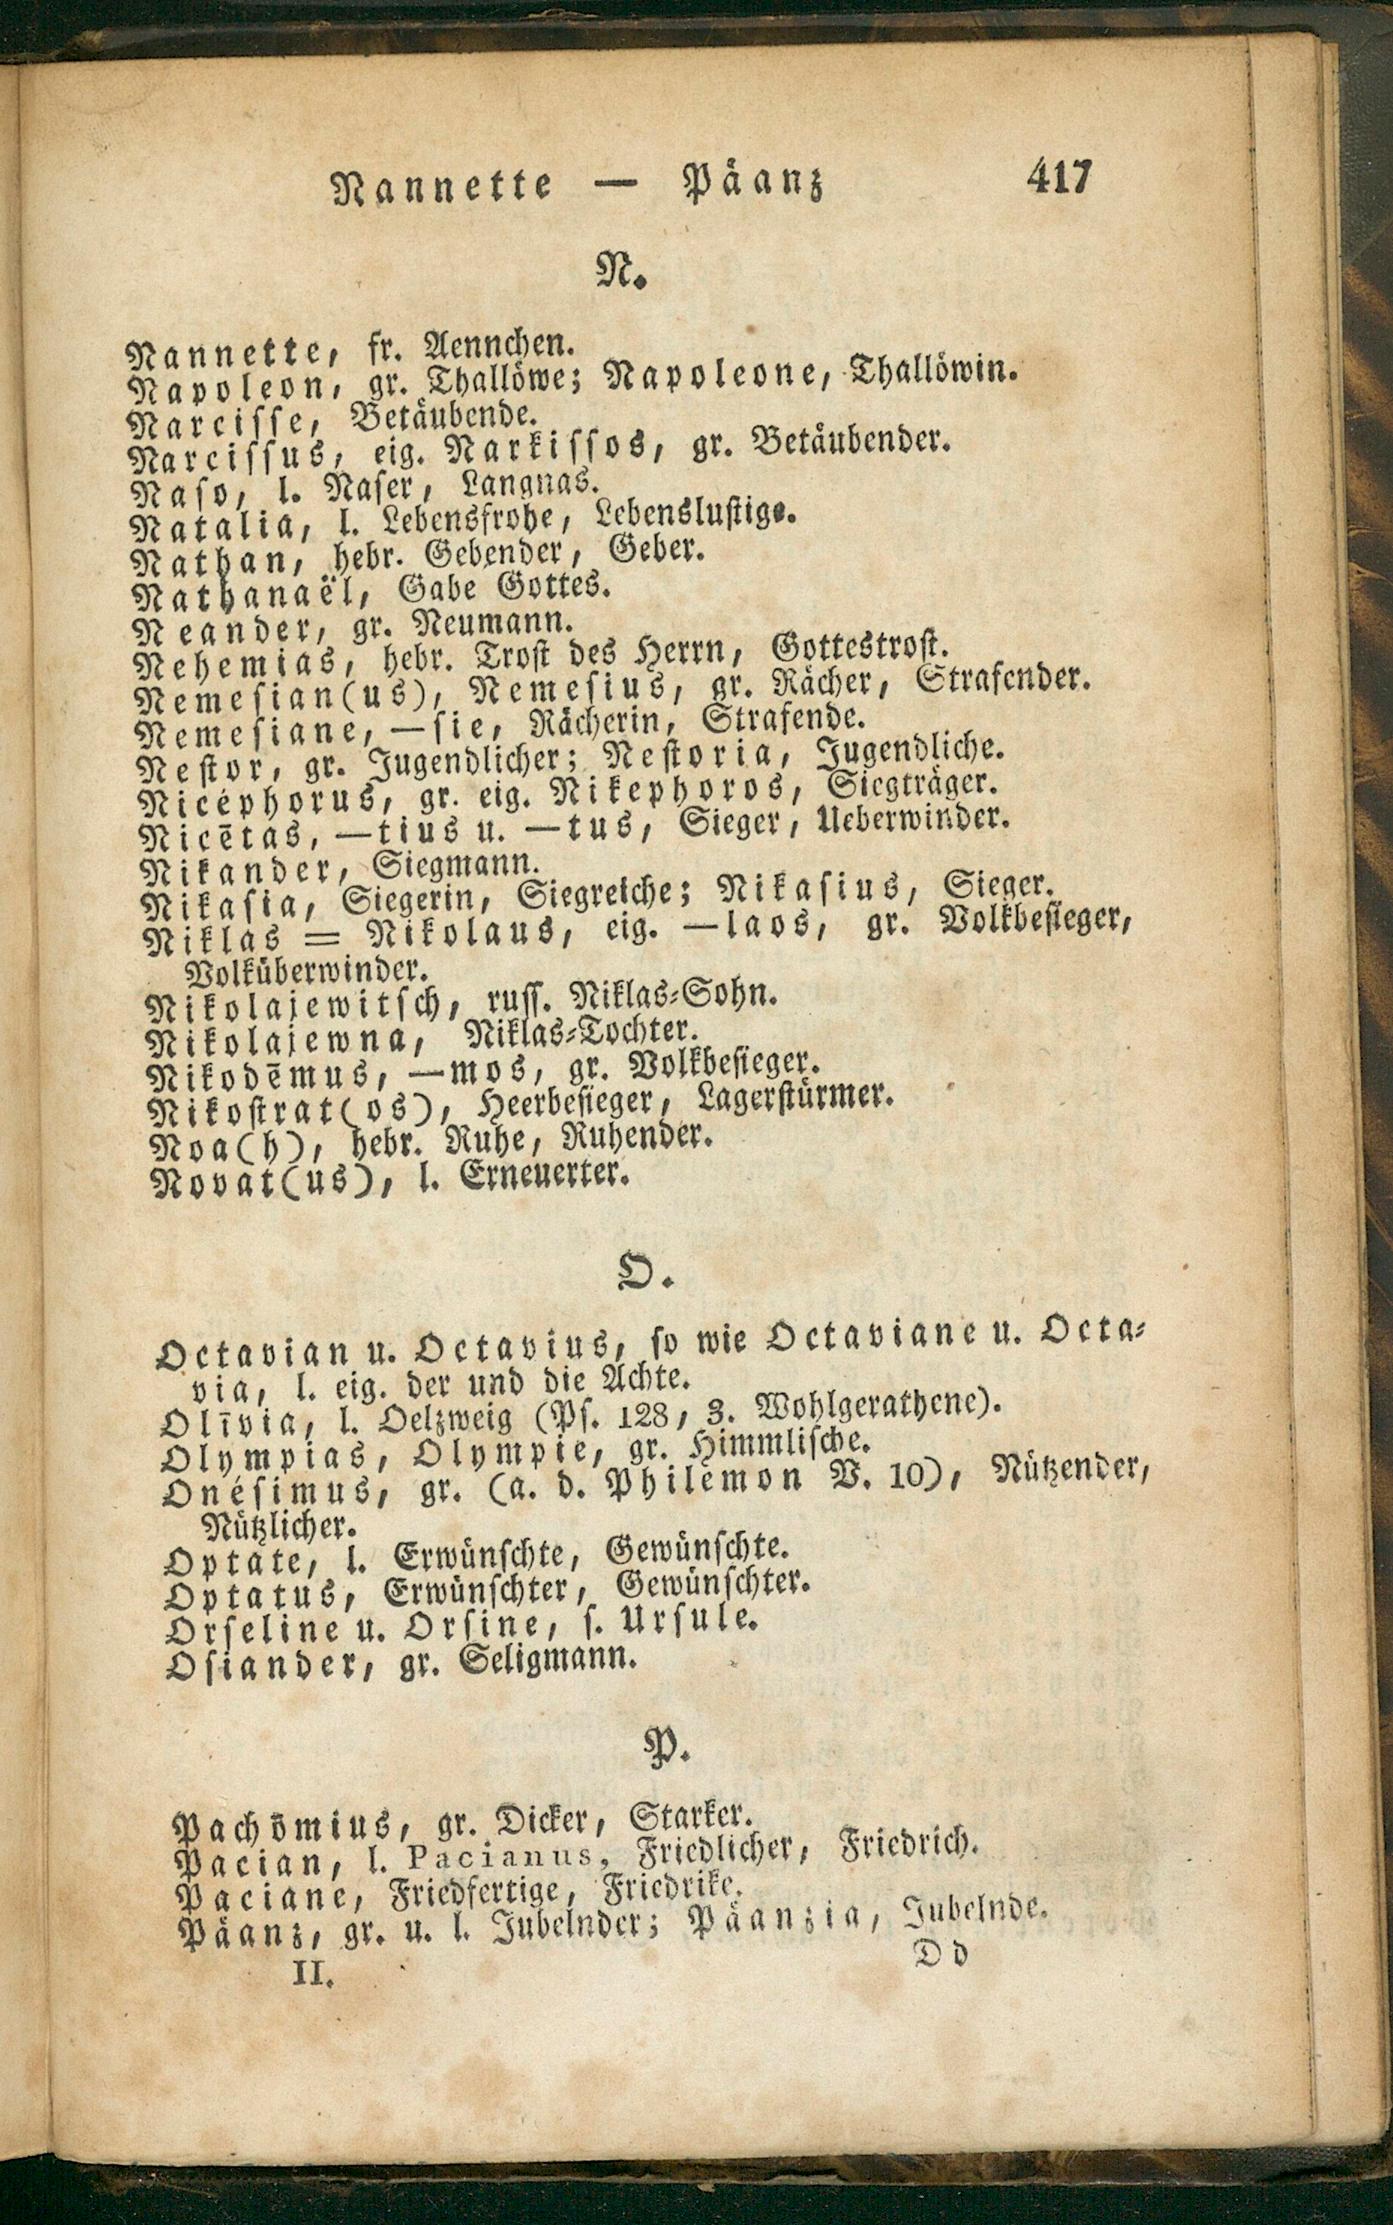 Nannette — Päanz 417
N.
Nannette, fr. Aennchen.
Napoleon, gr. Thallöwe; Napoleone, Thallöwin.
Narcisse, Betäubende.
Narcissus, eig. Narkissos, gr. Betäubender.
Naso, l. Naser, Langnas.
Natalia, l. Lebensfrohe, Lebenslustige.
Nathan, hebr. Gebender, Geber.
Nathanaël, Gabe Gottes.
Neander, gr. Neumann.
Nehemias, hebr. Trost des Herrn, Gottestrost.
Nemesian(us), Nemesius, gr. Rächer, Strafender.
Nemesiane, —sie, Rächerin, Strafende.
Nestor, gr. Jugendlicher; Nestoria, Jugendliche.
Nicéphorus, gr. eig. Nikephoros, Siegträger.
Nicētas, —tius u. —tus, Sieger, Ueberwinder.
Nikander, Siegmann.
Nikasia, Siegerin, Siegreiche; Nikasius, Sieger.
Niklas = Nikolaus, eig. —laos, gr. Volkbesieger,
Volküberwinder.
Nikolajewitsch, russ. Niklas-Sohn.
Nikolajewna, Niklas-Tochter.
Nikodēmus, —mos, gr. Volkbesieger.
Nikostrat(os), Heerbesieger, Lagerstürmer.
Noa(h), hebr. Ruhe, Ruhender.
Novat(us), l. Erneuerter.
O.
Octavian u. Octavius, so wie Octaviane u. Octa-
via, l. eig. der und die Achte.
Olīvia, l. Oelzweig (Ps. 128, 3. Wohlgerathene).
Olympias, Olympie, gr. Himmlische.
Onésimus, gr. (a. d. Philēmon V. 10), Nützender,
Nützlicher.
Optate, l. Erwünschte, Gewünschte.
Optatus, Erwünschter, Gewünschter.
Orseline u. Orsine, s. Ursule.
Osiander, gr. Seligmann.
P.
Pachōmius, gr. Dicker, Starker.
Pacian, l. Pacianus, Friedlicher, Friedrich.
Paciane, Friedfertige, Friedrike.
Päanz, gr. u. l. Jubelnder; Päanzia, Jubelnde.
II. Dd